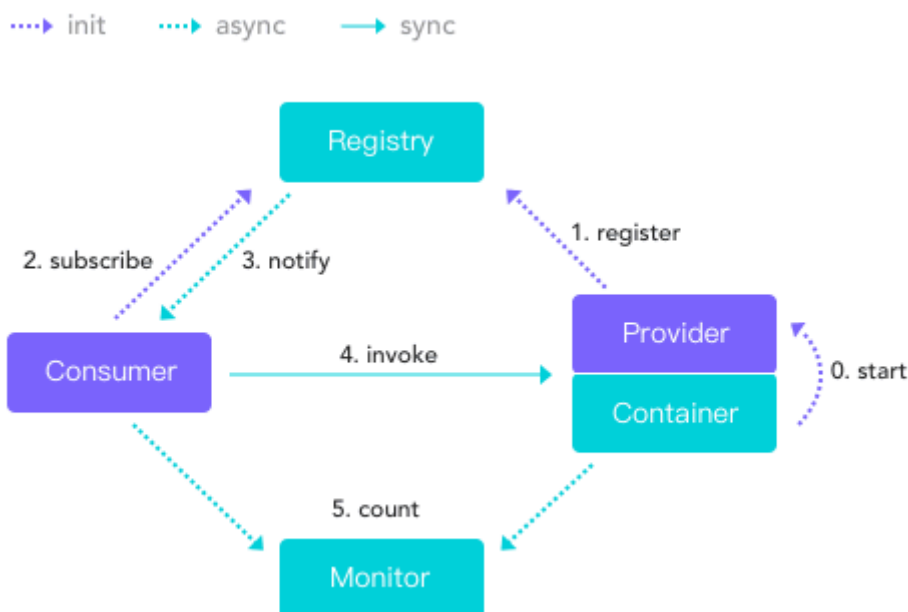 init async sync
Registry
1. register
2. subscribe 3. notify
Provider
4. invoke
Consumer
0. start
Container
5. count
Monitor